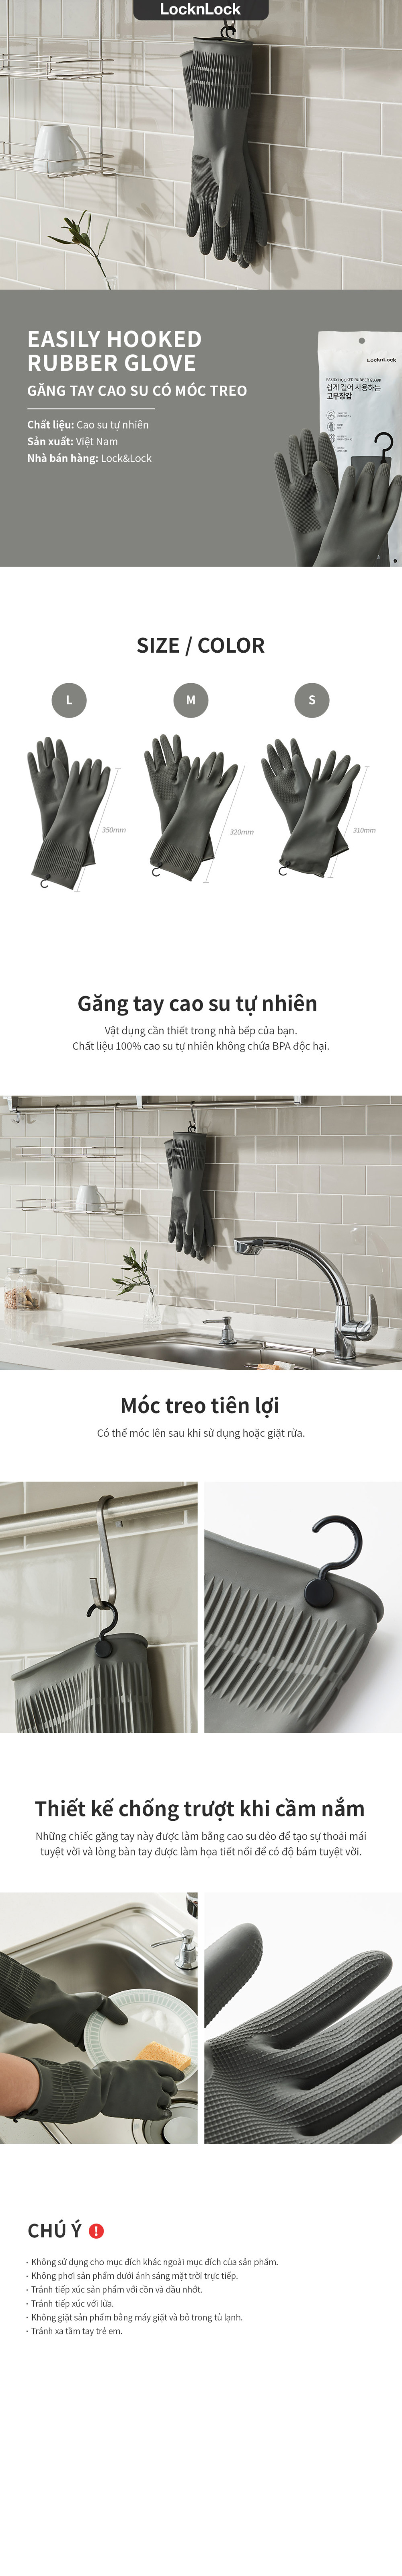 LocknLock
EASILY HOOKED
RUBBER GLOVE
GĂNG TAY CAO SU CÓ MÓC TREO
Chất liệu: Cao su tự nhiên
Sản xuất: Việt Nam
Nhà bán hàng: Lock&Lock
LocknLock
EASILY HOOKED RUBBER GLOVE
쉽게 걸어 사용하는
고무장갑
SIZE / COLOR
L
M
S
350mm
320mm
310mm
Găng tay cao su tự nhiên
Vật dụng cần thiết trong nhà bếp của bạn.
Chất liệu 100% cao su tự nhiên không chứa BPA độc hại.
Móc treo tiên lợi
Có thể móc lên sau khi sử dụng hoặc giặt rửa.
Thiết kế chống trượt khi cầm nắm
Những chiếc găng tay này được làm bằng cao su dẻo để tạo sự thoải mái
tuyệt vời và lòng bàn tay được làm họa tiết nổi để có độ bám tuyệt vời.
CHÚ Ý !
· Không sử dụng cho mục đích khác ngoài mục đích của sản phẩm.
· Không phơi sản phẩm dưới ánh sáng mặt trời trực tiếp.
· Tránh tiếp xúc sản phẩm với cồn và dầu nhớt.
· Tránh tiếp xúc với lửa.
· Không giặt sản phẩm bằng máy giặt và bỏ trong tủ lạnh.
· Tránh xa tầm tay trẻ em.